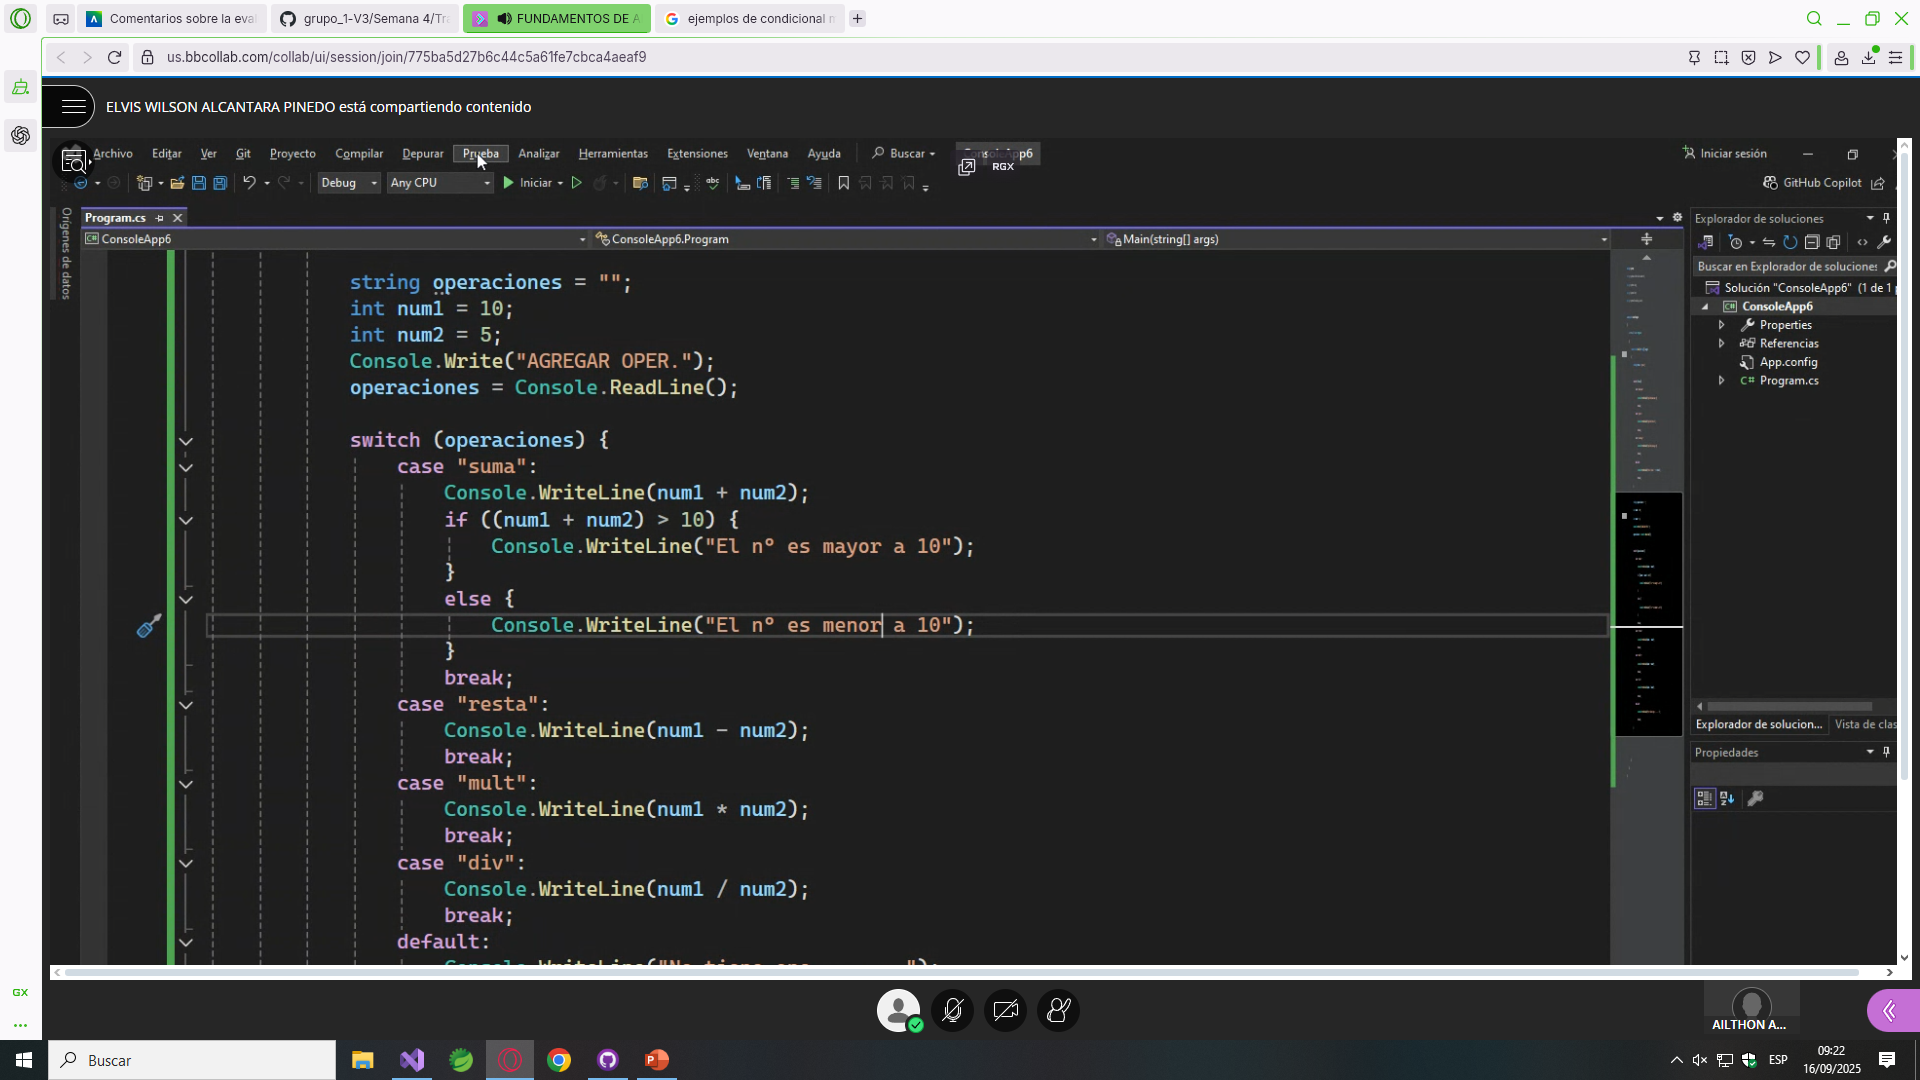 Comentarios sobre la eval
grupo_1-V3/Semana 4/Tra
FUNDAMENTOS DE A
ejemplos de condicional m
us.bbcollab.com/collab/ui/session/join/775ba5d27b6c44c5a61fe7cbca4aeaf9
ELVIS WILSON ALCANTARA PINEDO está compartiendo contenido
Archivo Editar Ver Git Proyecto Compilar Depurar Prueba Analizar Herramientas Extensiones Ventana Ayuda Buscar ConsoleApp6 Iniciar sesión
RGX
Debug Any CPU Iniciar GitHub Copilot
Orígenes de datos
Program.cs
ConsoleApp6 ConsoleApp6.Program Main(string[] args)
string operaciones = "";
int num1 = 10;
int num2 = 5;
Console.Write("AGREGAR OPER.");
operaciones = Console.ReadLine();
switch (operaciones) {
case "suma":
Console.WriteLine(num1 + num2);
if ((num1 + num2) > 10) {
Console.WriteLine("El n° es mayor a 10");
}
else {
Console.WriteLine("El n° es menor a 10");
}
break;
case "resta":
Console.WriteLine(num1 - num2);
break;
case "mult":
Console.WriteLine(num1 * num2);
break;
case "div":
Console.WriteLine(num1 / num2);
break;
default:
Explorador de soluciones
Buscar en Explorador de soluciones
Solución "ConsoleApp6" (1 de 1 p
ConsoleApp6
Properties
Referencias
App.config
C# Program.cs
Explorador de solucion... Vista de clas
Propiedades
GX
AILTHON A...
Buscar
ESP
09:22
16/09/2025